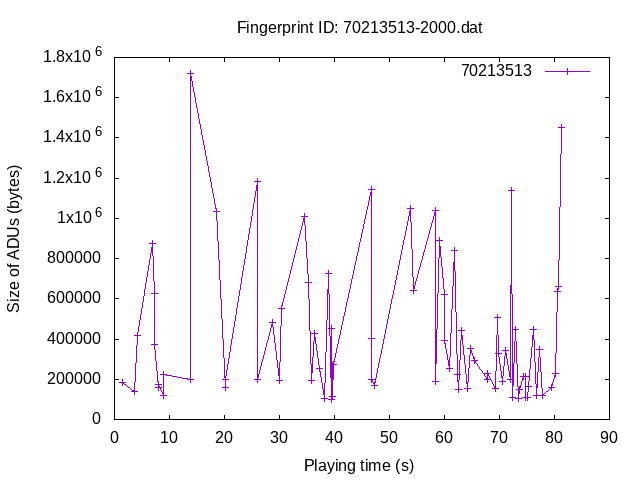 Fingerprint ID: 70213513-2000.dat
70213513
Size of ADUs (bytes)
1.8x10^6
1.6x10^6
1.4x10^6
1.2x10^6
1x10^6
800000
600000
400000
200000
0
0 10 20 30 40 50 60 70 80 90
Playing time (s)